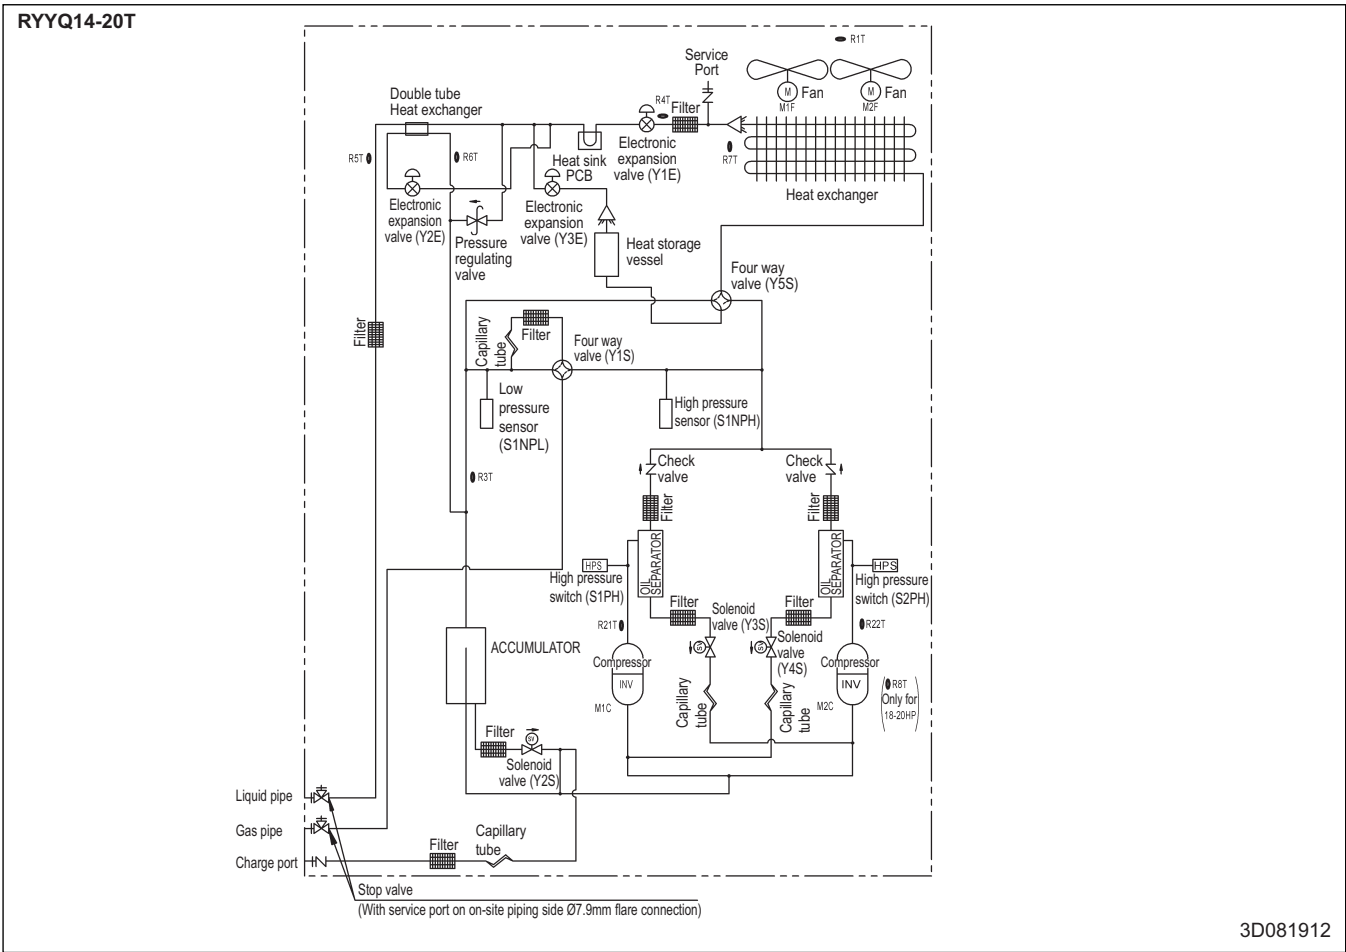 RYYQ14-20T
R1T
Service
Port
Double tube
Heat exchanger
R4T
Filter
M
Fan
M1F
M
Fan
M2F
R5T
R6T
R7T
Heat sink
PCB
Electronic
expansion
valve (Y1E)
Heat exchanger
Electronic
expansion
valve (Y2E)
Pressure
regulating
valve
Electronic
expansion
valve (Y3E)
Heat storage
vessel
Four way
valve (Y5S)
Filter
Capillary
tube
Filter
Four way
valve (Y1S)
Low
pressure
sensor
(S1NPL)
High pressure
sensor (S1NPH)
R3T
Check
valve
Check
valve
Filter
Filter
OIL
SEPARATOR
OIL
SEPARATOR
HPS
High pressure
switch (S1PH)
HPS
High pressure
switch (S2PH)
Filter
Filter
Solenoid
valve (Y3S)
R21T
R22T
SV
SV
Solenoid
valve
(Y4S)
ACCUMULATOR
Compressor
INV
M1C
Compressor
INV
M2C
R8T
Only for
18-20HP
Capillary
tube
Capillary
tube
Filter
SV
Solenoid
valve (Y2S)
Liquid pipe
Gas pipe
Charge port
Filter
Capillary
tube
Stop valve
(With service port on on-site piping side Ø7.9mm flare connection)
3D081912